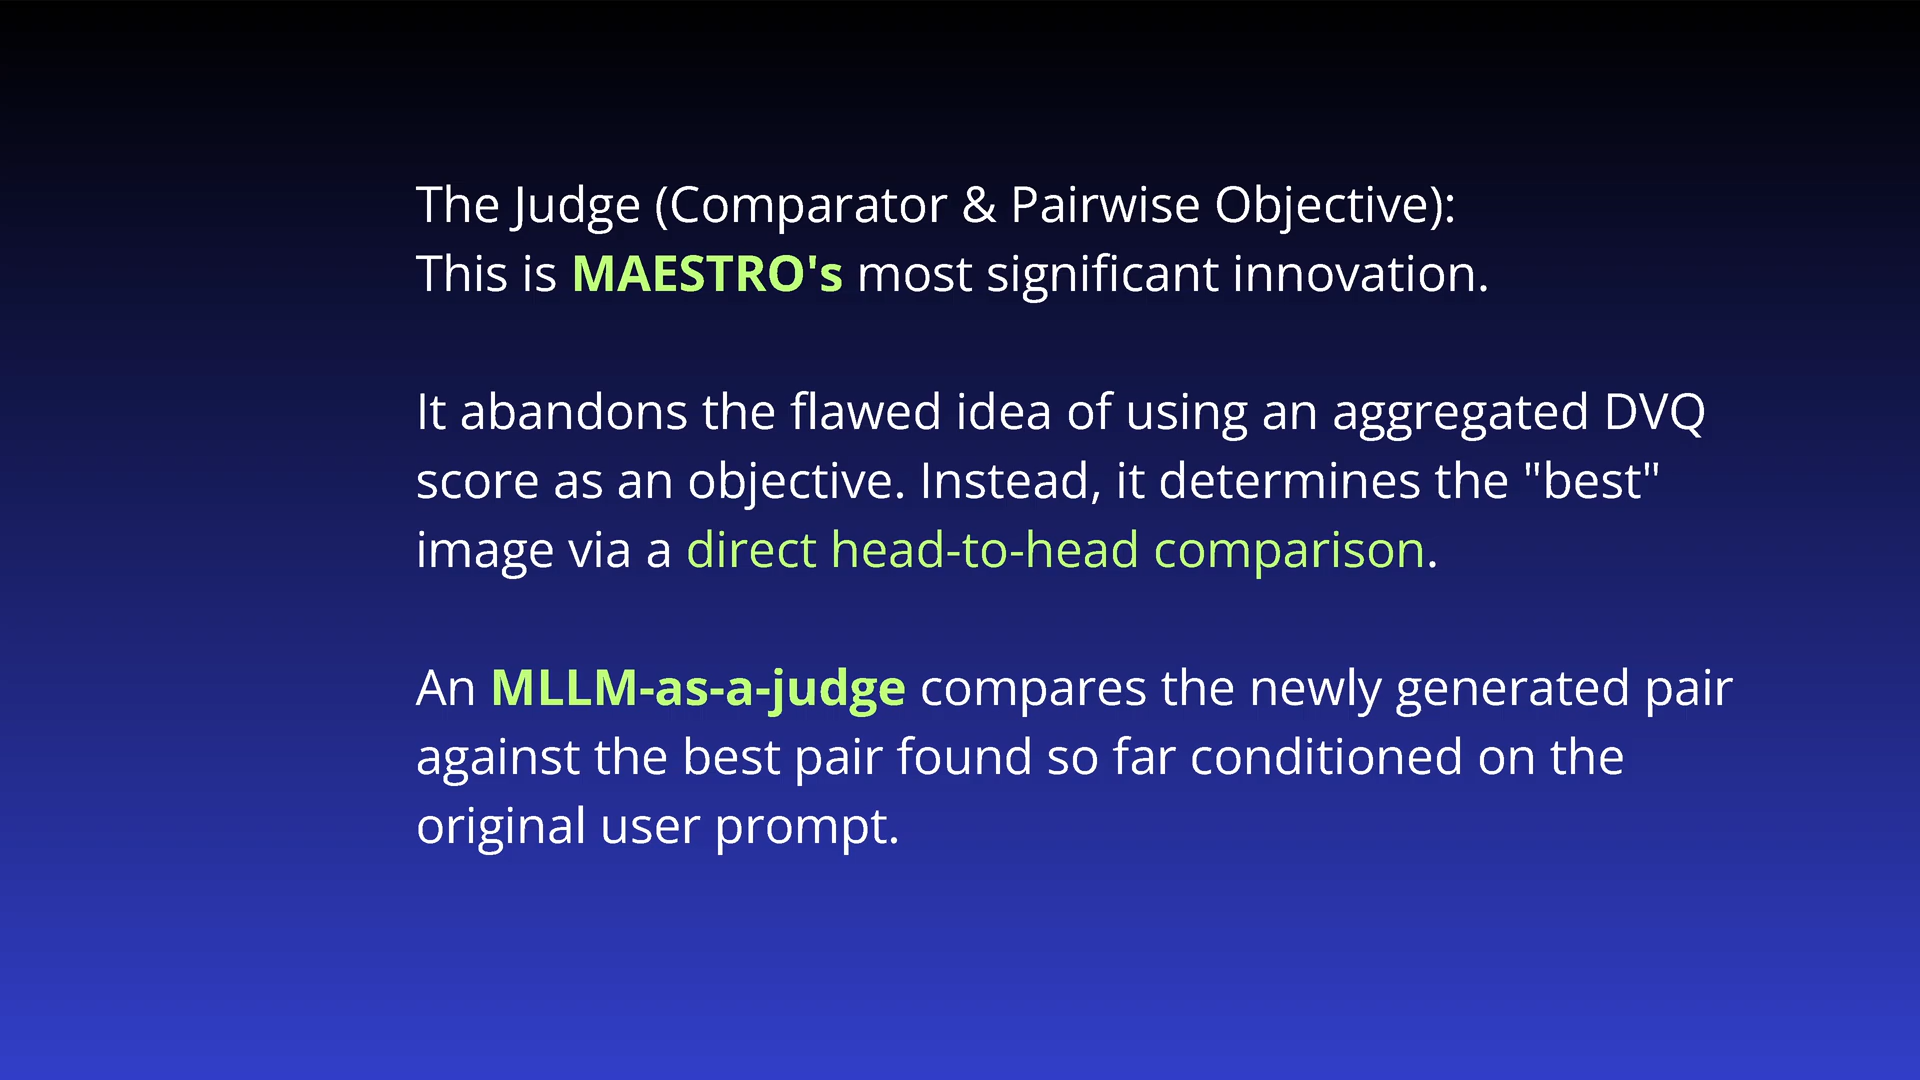 The Judge (Comparator & Pairwise Objective):
This is MAESTRO's most significant innovation.
It abandons the flawed idea of using an aggregated DVQ
score as an objective. Instead, it determines the "best"
image via a direct head-to-head comparison.
An MLLM-as-a-judge compares the newly generated pair
against the best pair found so far conditioned on the
original user prompt.